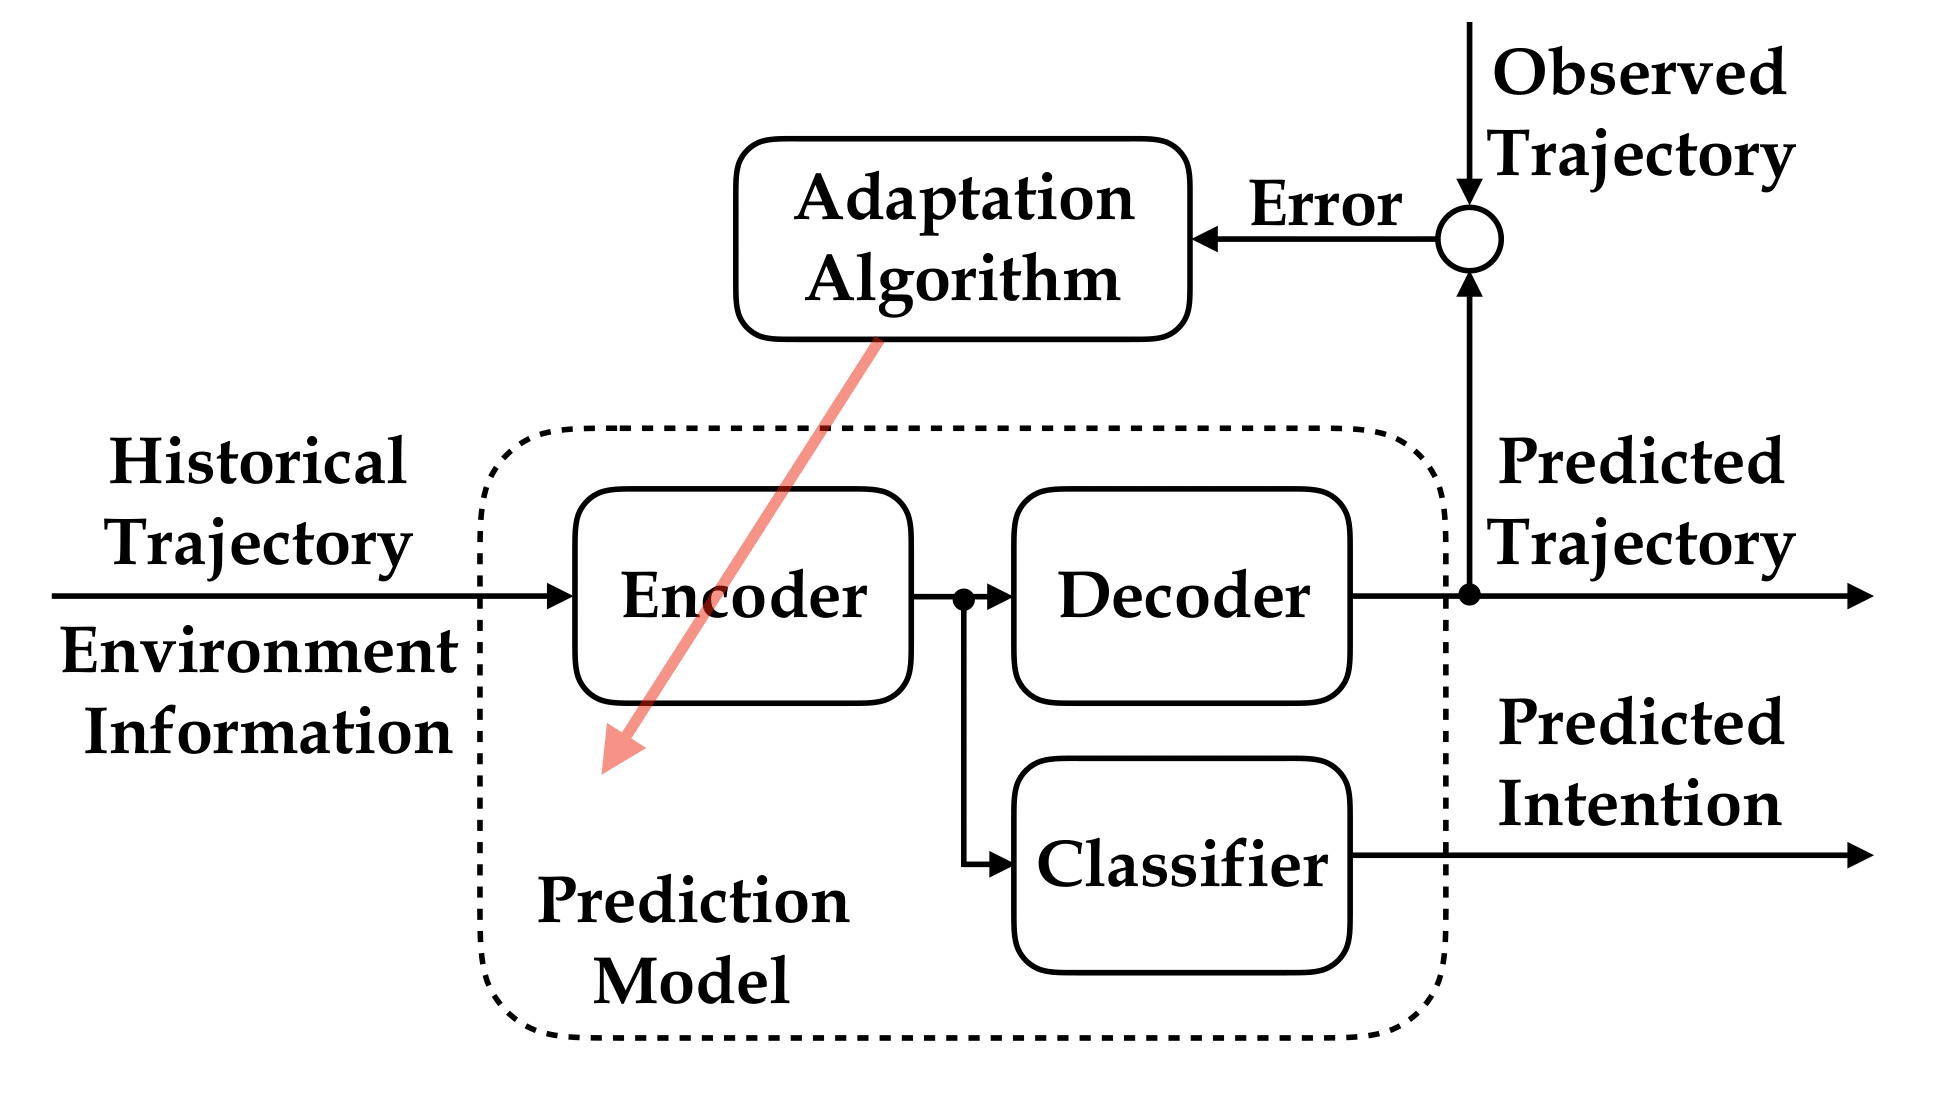 Observed
Trajectory
Adaptation
Algorithm
Error
Historical
Trajectory
Environment
Information
Encoder
Decoder
Predicted
Trajectory
Classifier
Predicted
Intention
Prediction
Model